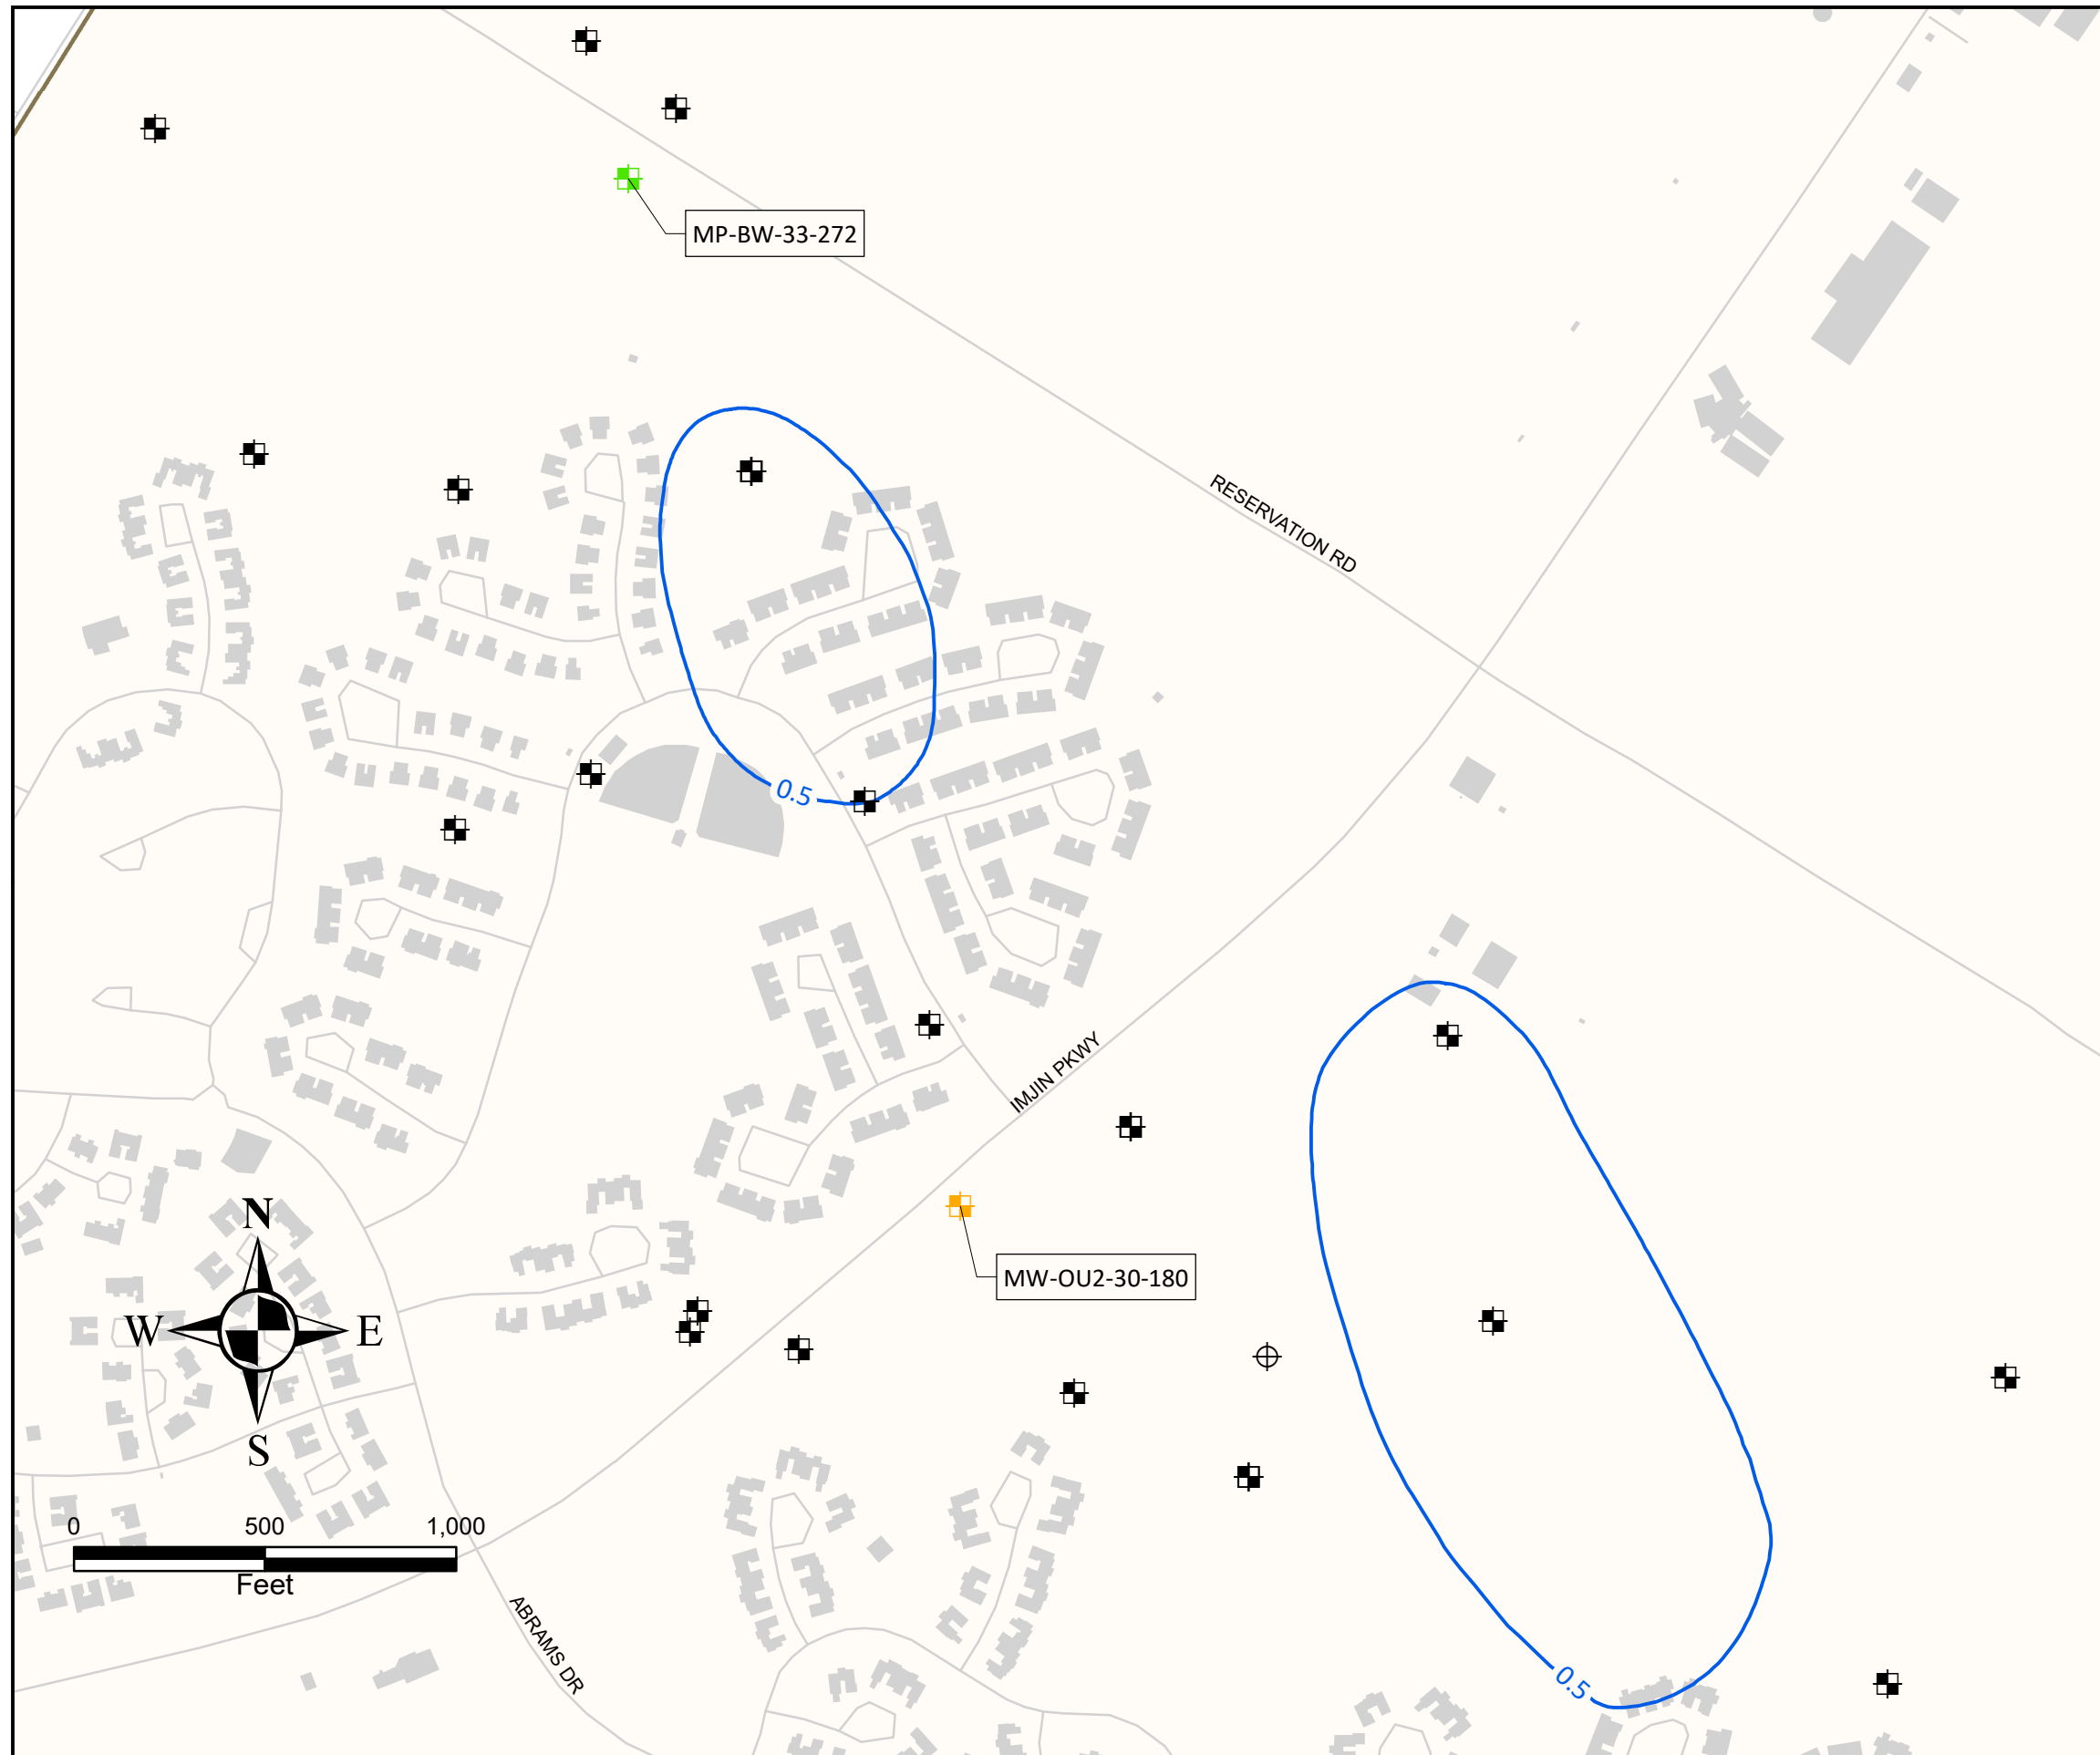 MP-BW-33-272
RESERVATION RD
0.5
IMJIN PKWY
N
MW-OU2-30-180
W
E
S
0
500
1,000
Feet
ABRAMS DR
0.5